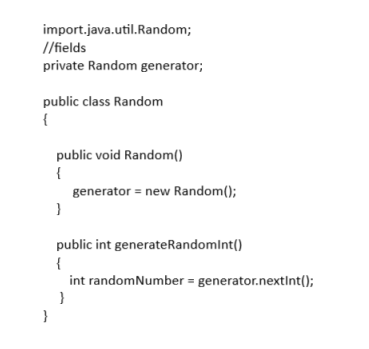 import.java.util.Random;
//fields
private Random generator;
public class Random
{
public void Random()
{
generator = new Random();
}
public int generateRandomInt()
{
int randomNumber = generator.nextInt();
}
}